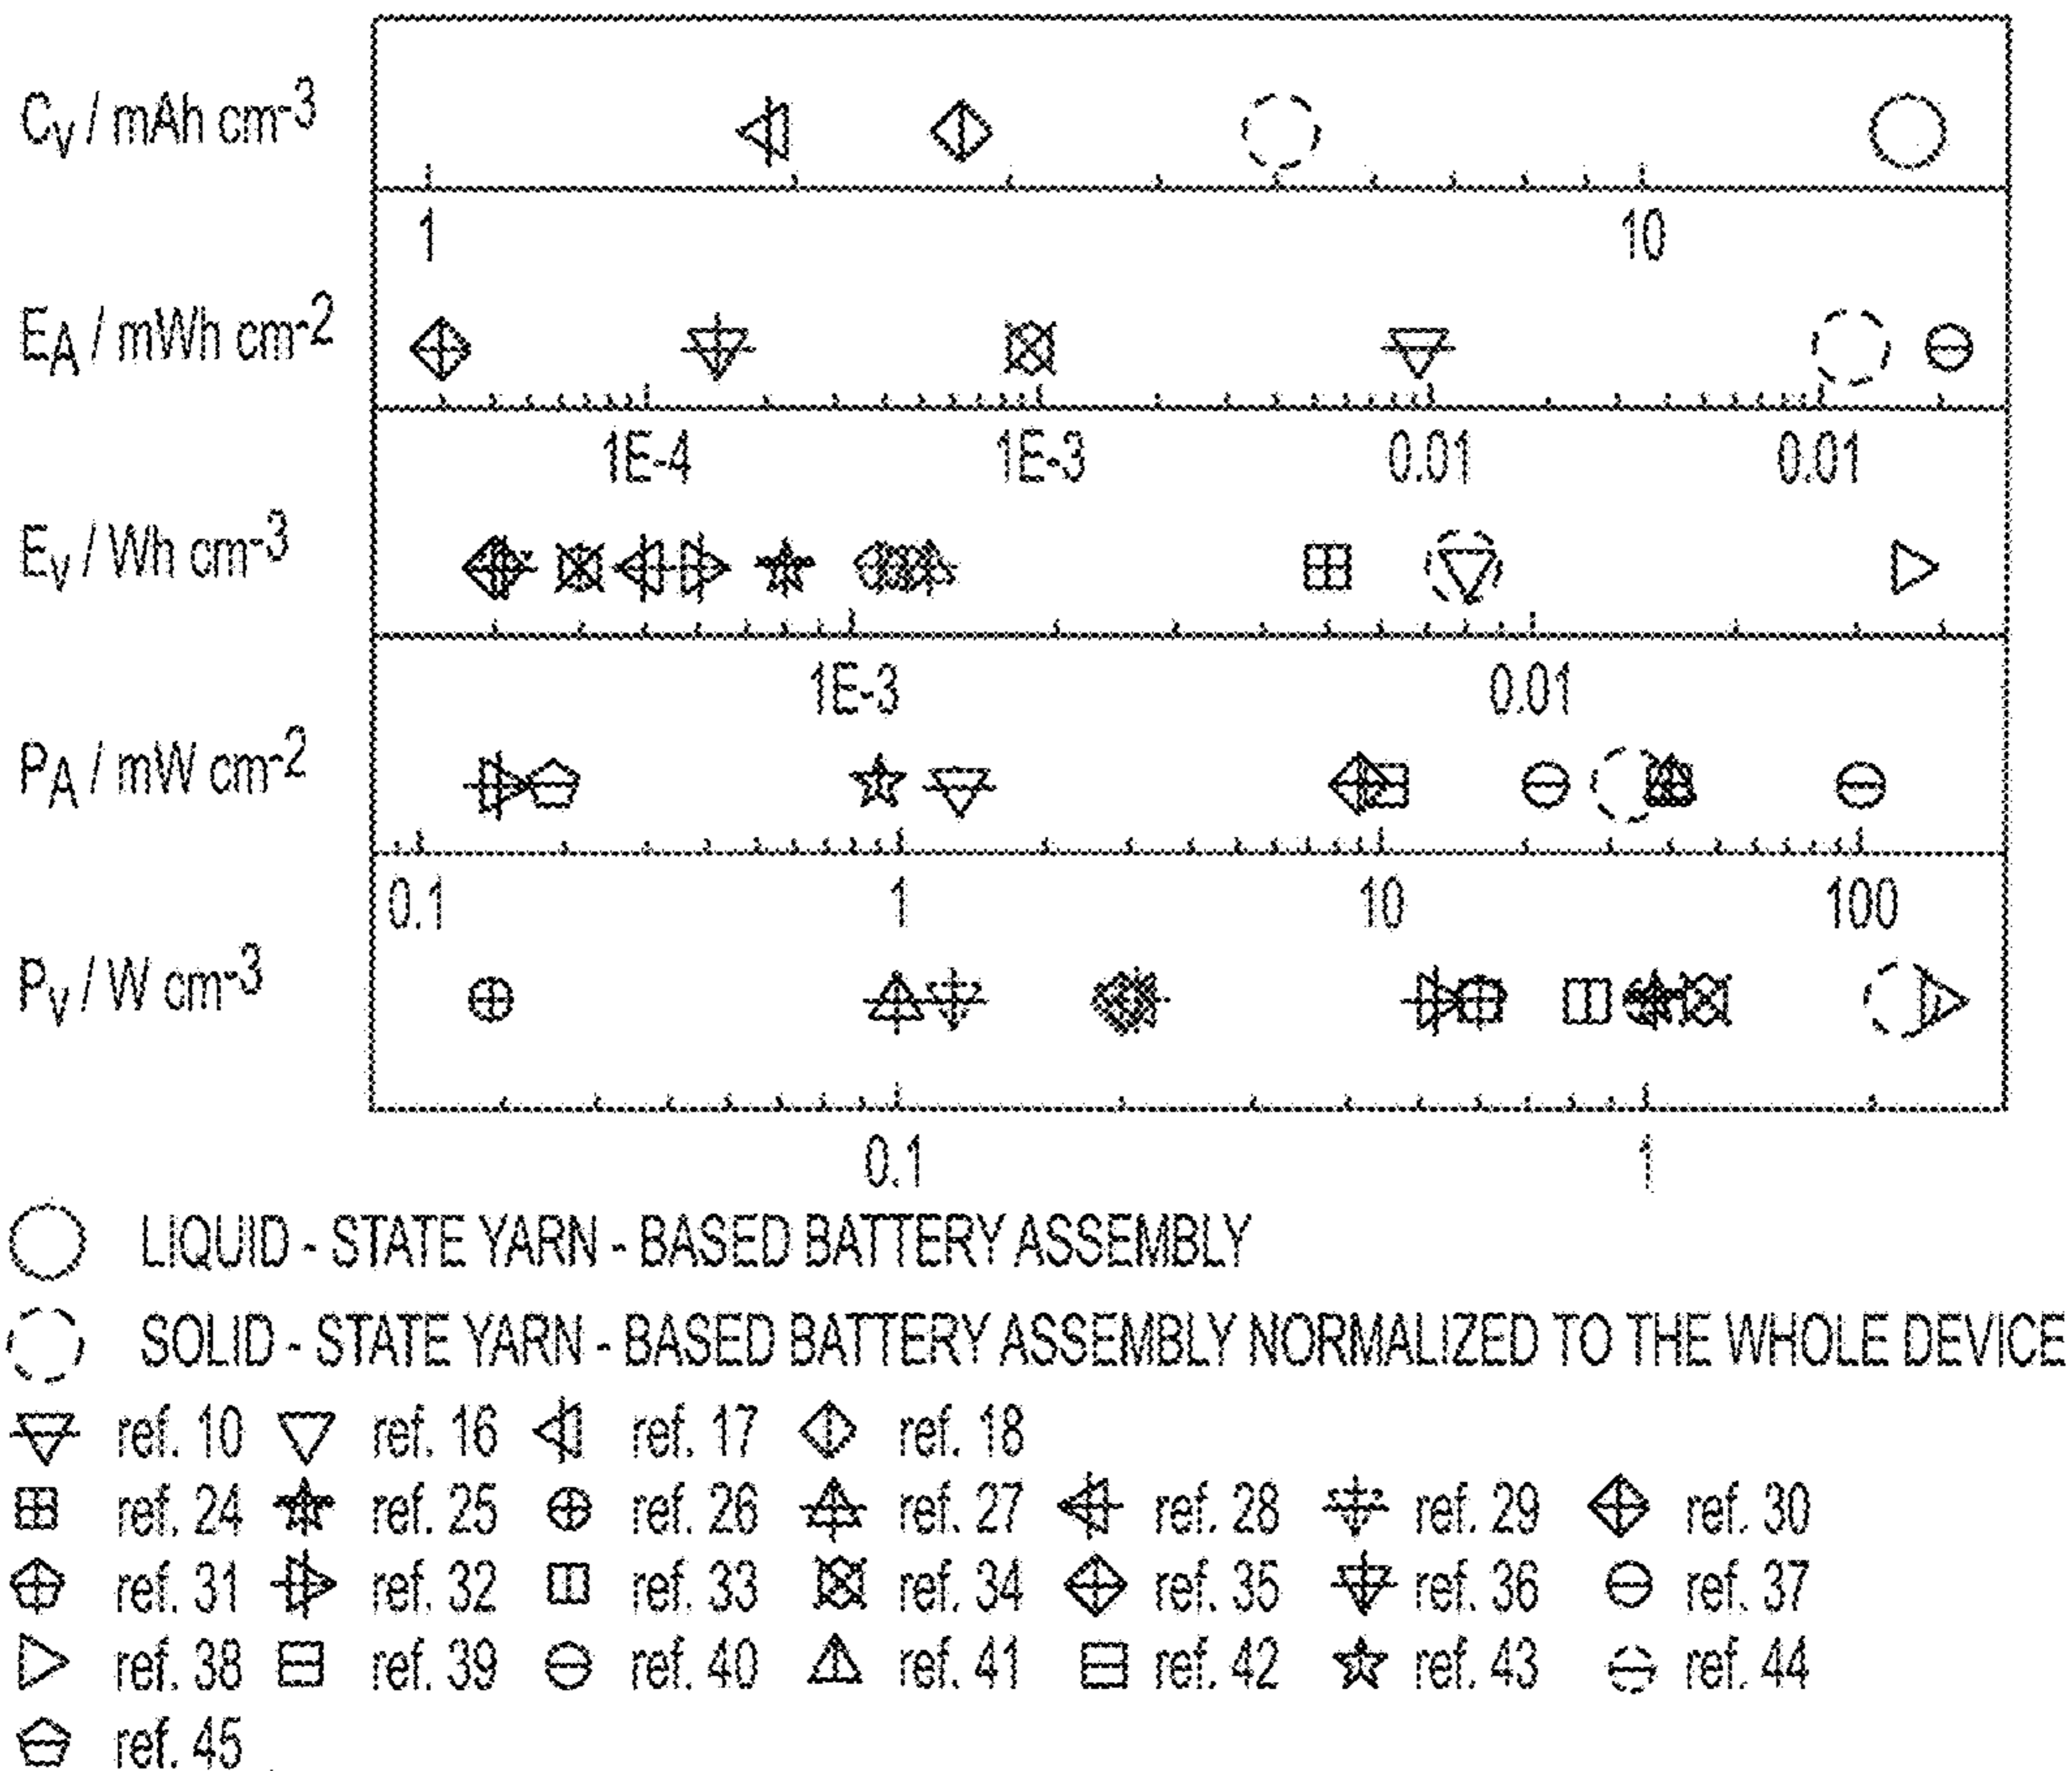 Cv / mAh cm-3
1 10
EA / mWh cm-2
1E-4 1E-3 0.01 0.01
Ev / Wh cm-3
1E-3 0.01
PA / mW cm-2
0.1 1 10 100
Pv / W cm-3
0.1 1
LIQUID - STATE YARN - BASED BATTERY ASSEMBLY
SOLID - STATE YARN - BASED BATTERY ASSEMBLY NORMALIZED TO THE WHOLE DEVICE
ref. 10 ref. 16 ref. 17 ref. 18
ref. 24 ref. 25 ref. 26 ref. 27 ref. 28 ref. 29 ref. 30
ref. 31 ref. 32 ref. 33 ref. 34 ref. 35 ref. 36 ref. 37
ref. 38 ref. 39 ref. 40 ref. 41 ref. 42 ref. 43 ref. 44
ref. 45